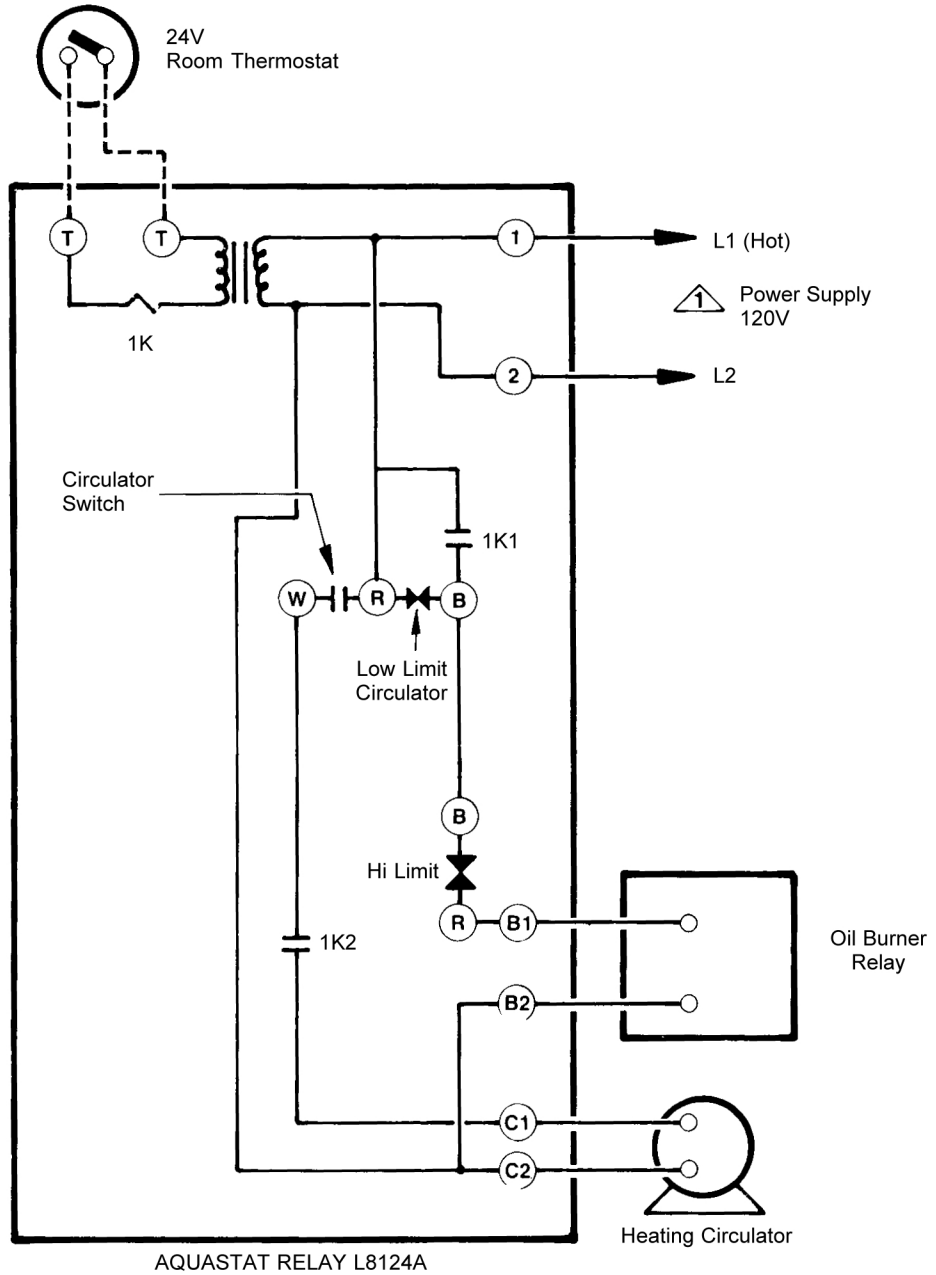 24V
Room Thermostat
T
T
1
L1 (Hot)
1
Power Supply
120V
1K
2
L2
Circulator
Switch
1K1
W
R
B
Low Limit
Circulator
B
Hi Limit
R
B1
Oil Burner
Relay
1K2
B2
C1
C2
Heating Circulator
AQUASTAT RELAY L8124A